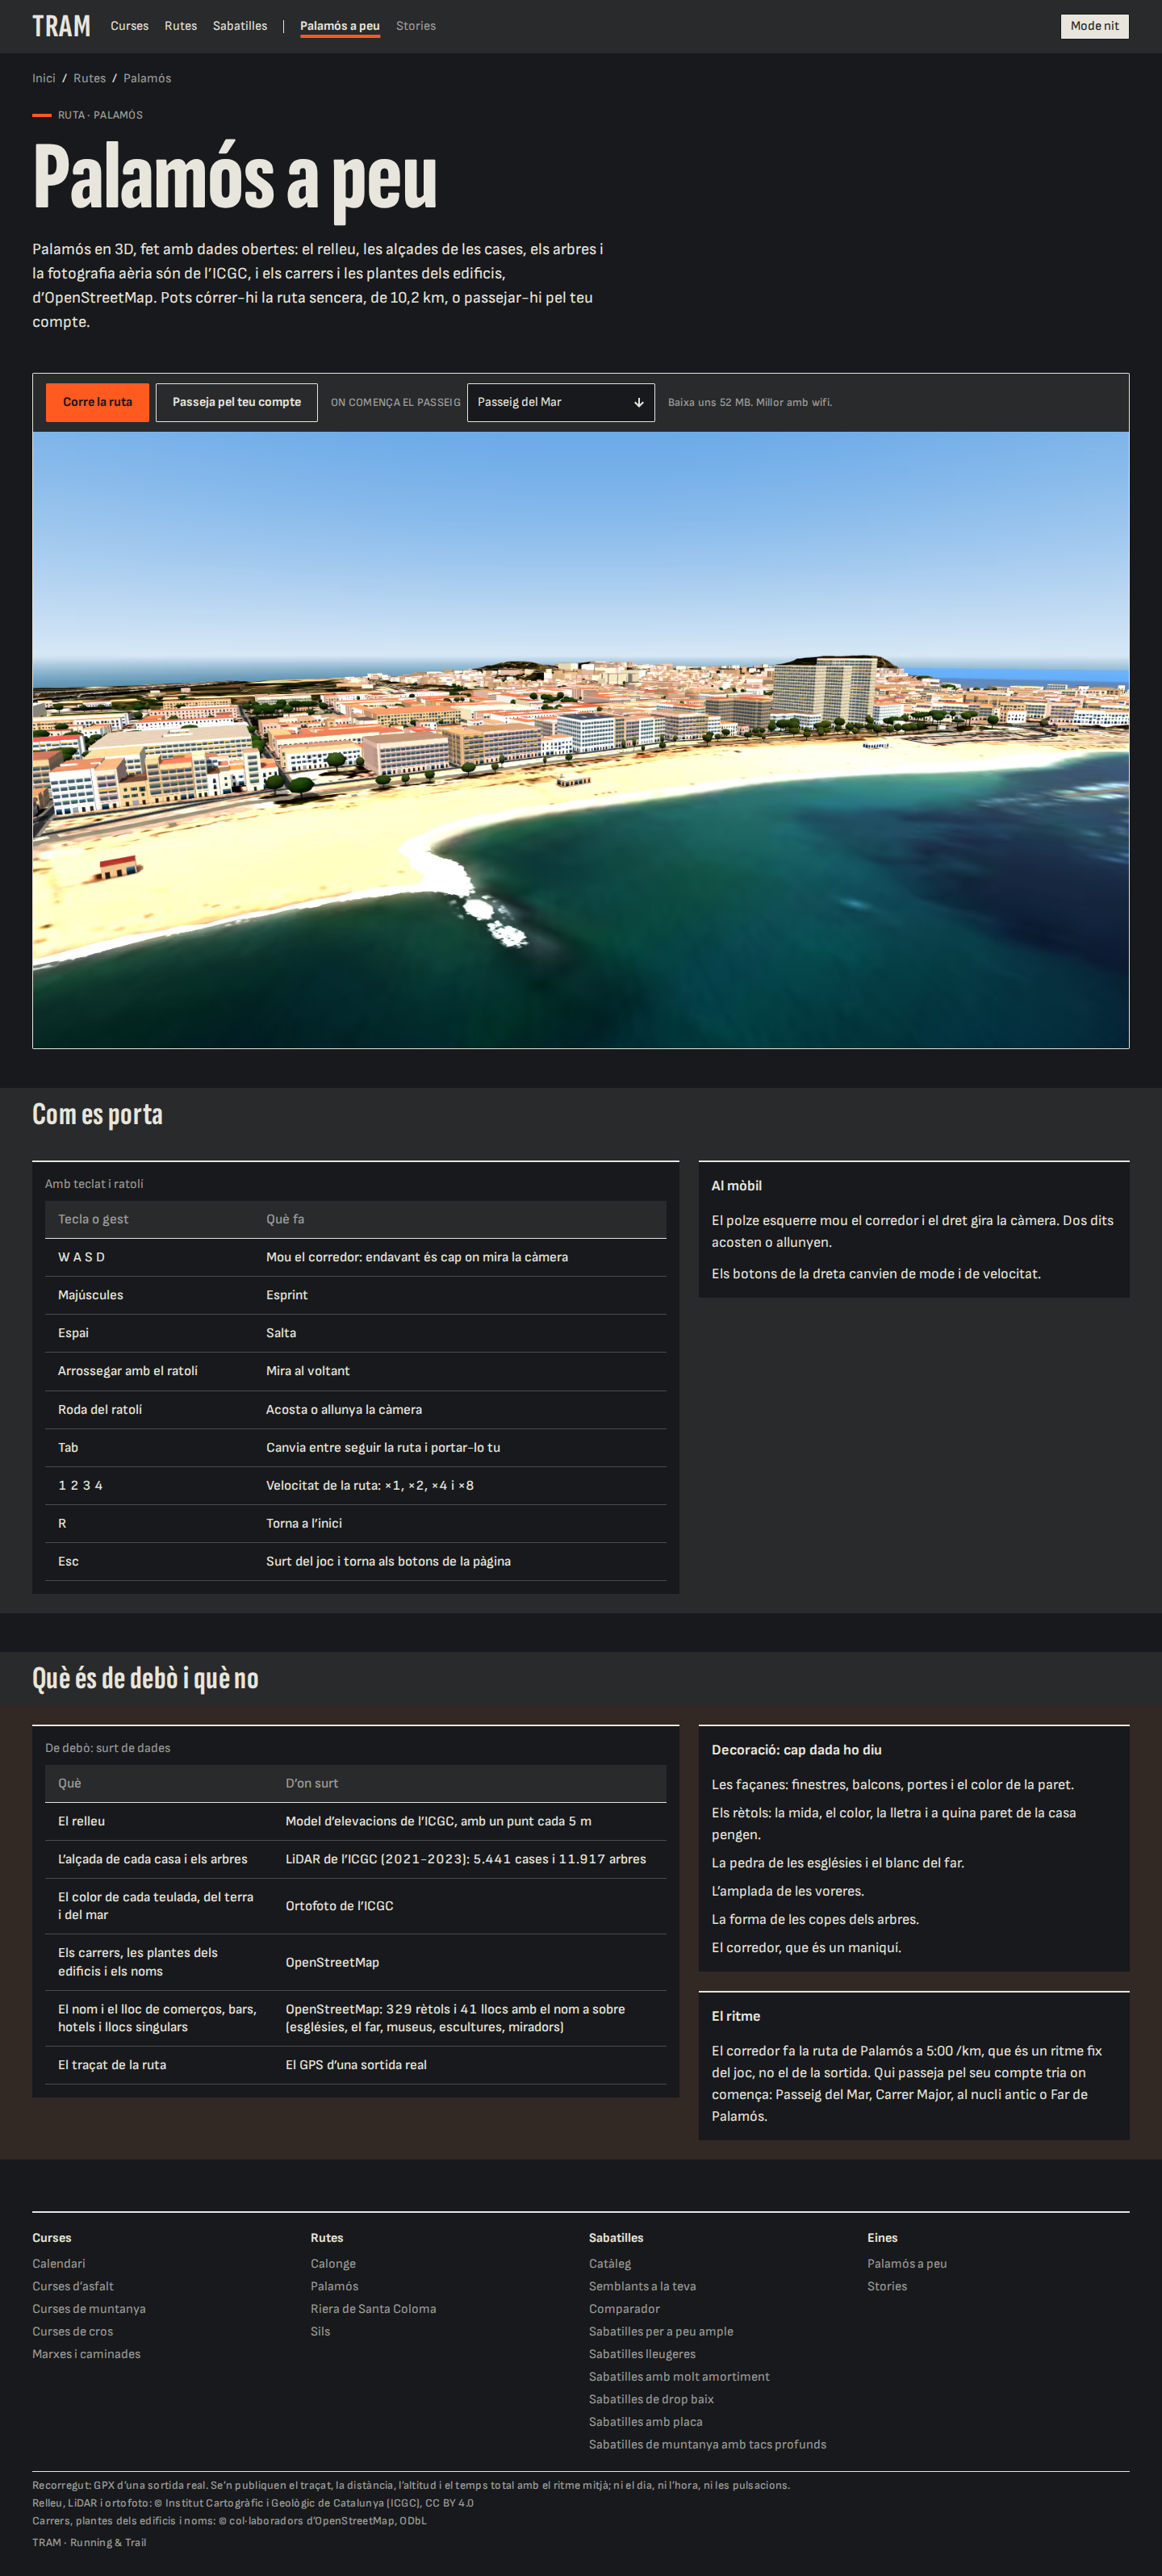 TRAM
Curses
Rutes
Sabatilles
Palamós a peu
Stories
Mode nit
Inici / Rutes / Palamós
RUTA · PALAMÓS
Palamós a peu
Palamós en 3D, fet amb dades obertes: el relleu, les alçades de les cases, els arbres i
la fotografia aèria són de l’ICGC, i els carrers i les plantes dels edificis,
d’OpenStreetMap. Pots córrer-hi la ruta sencera, de 10,2 km, o passejar-hi pel teu
compte.
Corre la ruta
Passeja pel teu compte
ON COMENÇA EL PASSEIG
Passeig del Mar
Baixa uns 52 MB. Millor amb wifi.
Com es porta
Amb teclat i ratolí
Tecla o gest
Què fa
W A S D
Mou el corredor: endavant és cap on mira la càmera
Majúscules
Esprint
Espai
Salta
Arrossegar amb el ratolí
Mira al voltant
Roda del ratolí
Acosta o allunya la càmera
Tab
Canvia entre seguir la ruta i portar-lo tu
1 2 3 4
Velocitat de la ruta: ×1, ×2, ×4 i ×8
R
Torna a l’inici
Esc
Surt del joc i torna als botons de la pàgina
Al mòbil
El polze esquerre mou el corredor i el dret gira la càmera. Dos dits
acosten o allunyen.
Els botons de la dreta canvien de mode i de velocitat.
Què és de debò i què no
De debò: surt de dades
Què
D’on surt
El relleu
Model d’elevacions de l’ICGC, amb un punt cada 5 m
L’alçada de cada casa i els arbres
LiDAR de l’ICGC (2021-2023): 5.441 cases i 11.917 arbres
El color de cada teulada, del terra
i del mar
Ortofoto de l’ICGC
Els carrers, les plantes dels
edificis i els noms
OpenStreetMap
El nom i el lloc de comerços, bars,
hotels i llocs singulars
OpenStreetMap: 329 rètols i 41 llocs amb el nom a sobre
(esglésies, el far, museus, escultures, miradors)
El traçat de la ruta
El GPS d’una sortida real
Decoració: cap dada ho diu
Les façanes: finestres, balcons, portes i el color de la paret.
Els rètols: la mida, el color, la lletra i a quina paret de la casa
pengen.
La pedra de les esglésies i el blanc del far.
L’amplada de les voreres.
La forma de les copes dels arbres.
El corredor, que és un maniquí.
El ritme
El corredor fa la ruta de Palamós a 5:00 /km, que és un ritme fix
del joc, no el de la sortida. Qui passeja pel seu compte tria on
comença: Passeig del Mar, Carrer Major, al nucli antic o Far de
Palamós.
Curses
Calendari
Curses d’asfalt
Curses de muntanya
Curses de cros
Marxes i caminades
Rutes
Calonge
Palamós
Riera de Santa Coloma
Sils
Sabatilles
Catàleg
Semblants a la teva
Comparador
Sabatilles per a peu ample
Sabatilles lleugeres
Sabatilles amb molt amortiment
Sabatilles de drop baix
Sabatilles amb placa
Sabatilles de muntanya amb tacs profunds
Eines
Palamós a peu
Stories
Recorregut: GPX d’una sortida real. Se’n publiquen el traçat, la distància, l’altitud i el temps total amb el ritme mitjà; ni el dia, ni l’hora, ni les pulsacions.
Relleu, LiDAR i ortofoto: © Institut Cartogràfic i Geològic de Catalunya (ICGC), CC BY 4.0
Carrers, plantes dels edificis i noms: © col·laboradors d’OpenStreetMap, ODbL
TRAM · Running & Trail